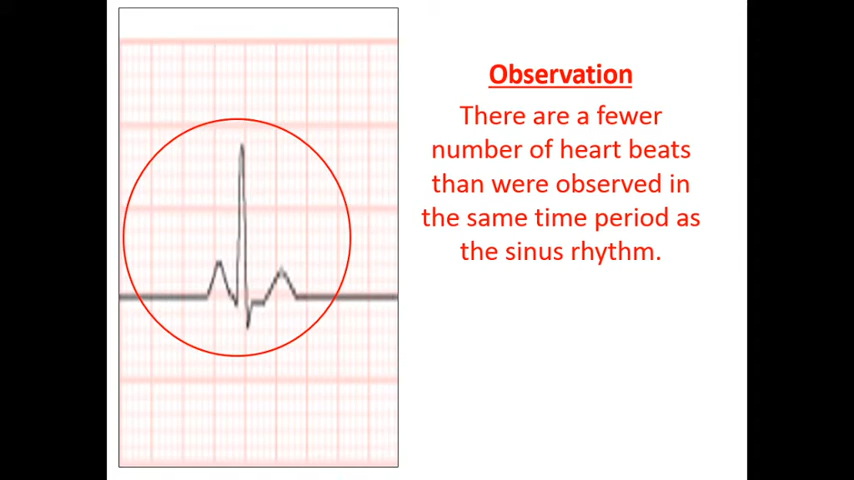 Observation
There are a fewer
number of heart beats
than were observed in
the same time period as
the sinus rhythm.